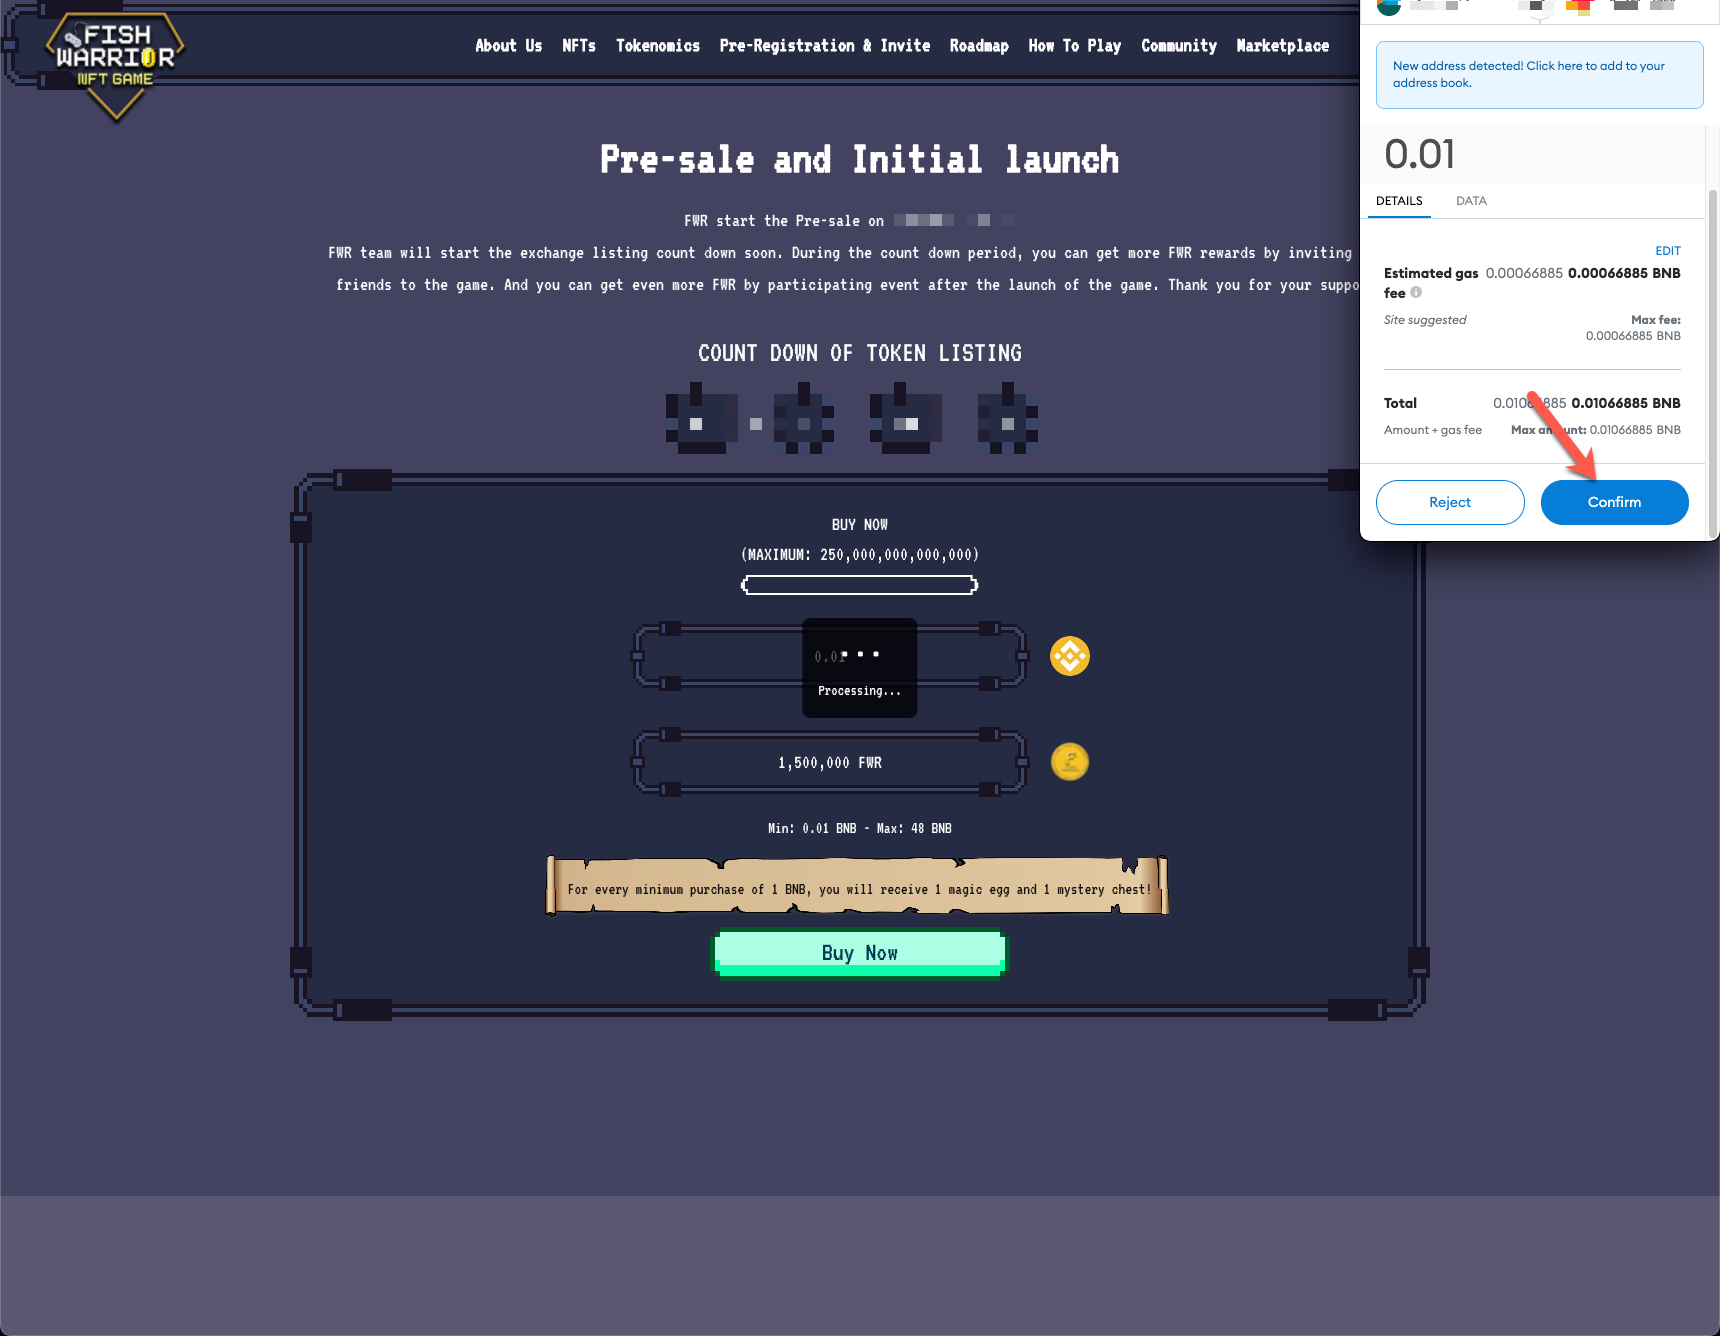 FISH
WARRIOR
NFT GAME
About Us NFTs Tokenomics Pre-Registration & Invite Roadmap How To Play Community Marketplace
Pre-sale and Initial launch
FWR start the Pre-sale on
FWR team will start the exchange listing count down soon. During the count down period, you can get more FWR rewards by inviting
friends to the game. And you can get even more FWR by participating event after the launch of the game. Thank you for your suppo
COUNT DOWN OF TOKEN LISTING
BUY NOW
(MAXIMUM: 250,000,000,000,000)
0.01
Processing...
1,500,000 FWR
Min: 0.01 BNB - Max: 48 BNB
For every minimum purchase of 1 BNB, you will receive 1 magic egg and 1 mystery chest!
Buy Now
New address detected! Click here to add to your
address book.
0.01
DETAILS DATA
EDIT
Estimated gas 0.00066885 0.00066885 BNB
fee
Site suggested Max fee:
0.00066885 BNB
Total 0.01066885 0.01066885 BNB
Amount + gas fee Max amount: 0.01066885 BNB
Reject Confirm